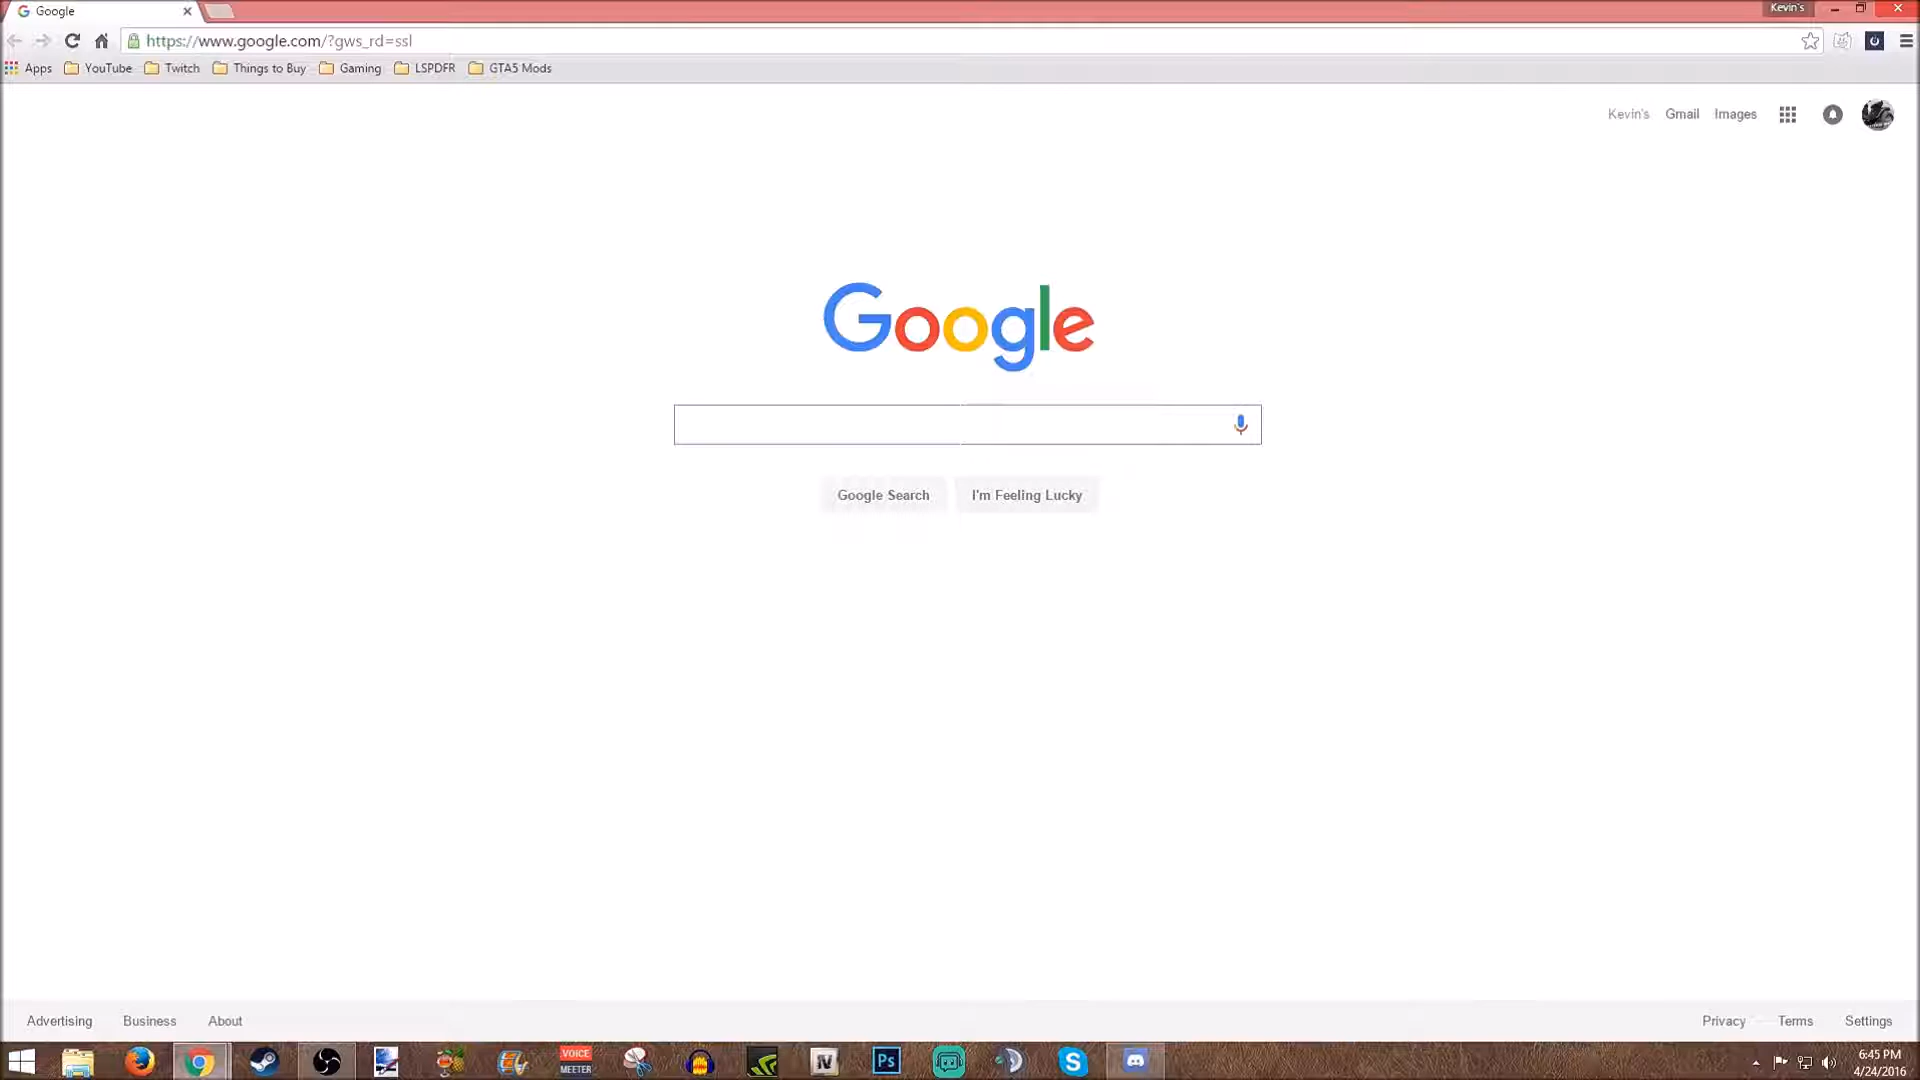 Google
Kevin's
https://www.google.com/?gws_rd=ssl
Apps YouTube Twitch Things to Buy Gaming LSPDFR GTA5 Mods
Kevin's Gmail Images
Google
Google Search I'm Feeling Lucky
Advertising Business About Privacy Terms Settings
VOICE
MEETER
IV
Ps
6:45 PM
4/24/2016